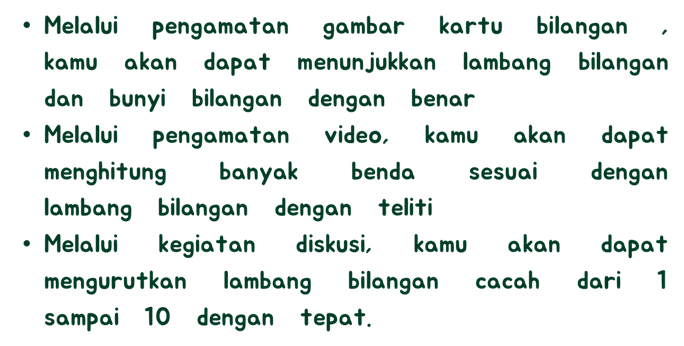 • Melalui pengamatan gambar kartu bilangan ,
kamu akan dapat menunjukkan lambang bilangan
dan bunyi bilangan dengan benar
• Melalui pengamatan video, kamu akan dapat
menghitung banyak benda sesuai dengan
lambang bilangan dengan teliti
• Melalui kegiatan diskusi, kamu akan dapat
mengurutkan lambang bilangan cacah dari 1
sampai 10 dengan tepat.